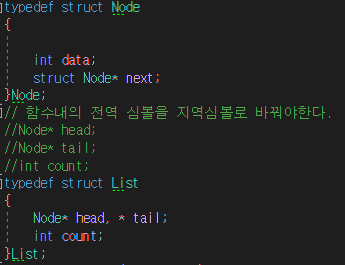 typedef struct Node
{
int data;
struct Node* next;
}Node;
// 함수내의 전역 심볼을 지역심볼로 바꿔야한다.
//Node* head;
//Node* tail;
//int count;
typedef struct List
{
Node* head, * tail;
int count;
}List;